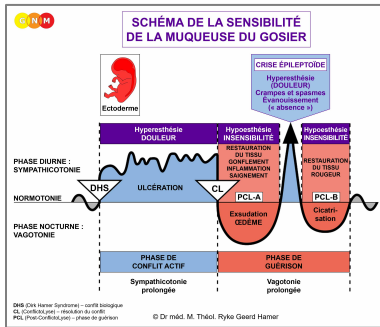 CNM
SCHÉMA DE LA SENSIBILITÉ
DE LA MUQUEUSE DU GOSIER
CRISE ÉPILEPTOÏDE
Hyperesthésie
(DOULEUR)
Crampes et spasmes
Évanouissement
(« absence »)
Ectoderme
Hyperesthésie
DOULEUR
Hypoesthésie
INSENSIBILITÉ
Hypoesthésie
INSENSIBILITÉ
RESTAURATION
DU TISSU
GONFLEMENT
INFLAMMATION
SAIGNEMENT
RESTAURATION
DU TISSU
ROUGEUR
PHASE DIURNE :
SYMPATHICOTONIE
DHS
ULCÉRATION
CL
PCL-A
PCL-B
NORMOTONIE
PHASE NOCTURNE :
VAGOTONIE
Exsudation
ŒDÈME
Cicatri-
sation
PHASE DE
CONFLIT ACTIF
PHASE DE
GUÉRISON
Sympathicotonie
prolongée
Vagotonie
prolongée
DHS (Dirk Hamer Syndrome) – conflit biologique
CL (ConflictoLyse) – résolution du conflit
PCL (Post-ConflictoLyse) – phase de guérison
© Dr méd. M. Théol. Ryke Geerd Hamer